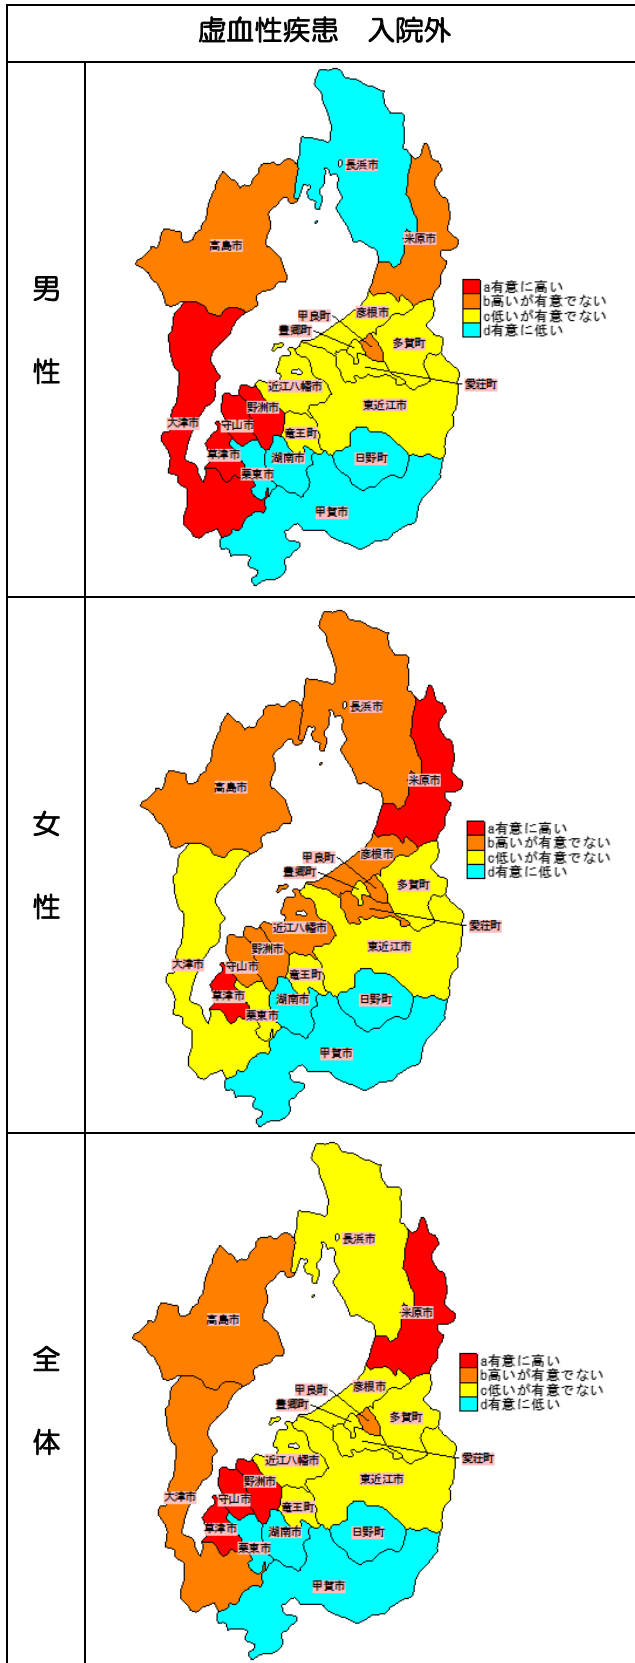 虚血性疾患　入院外
男性
長浜市
米原市
高島市
a有意に高い
b高いが有意でない
c低いが有意でない
d有意に低い
甲良町
彦根市
豊郷町
多賀町
愛荘町
近江八幡市
東近江市
野洲市
大津市
守山市
竜王町
草津市
湖南市
日野町
栗東市
甲賀市
女性
長浜市
米原市
高島市
a有意に高い
b高いが有意でない
c低いが有意でない
d有意に低い
甲良町
彦根市
豊郷町
多賀町
愛荘町
近江八幡市
東近江市
野洲市
大津市
守山市
竜王町
草津市
湖南市
日野町
栗東市
甲賀市
全体
長浜市
米原市
高島市
a有意に高い
b高いが有意でない
c低いが有意でない
d有意に低い
甲良町
彦根市
豊郷町
多賀町
愛荘町
近江八幡市
東近江市
野洲市
大津市
守山市
竜王町
草津市
湖南市
日野町
栗東市
甲賀市